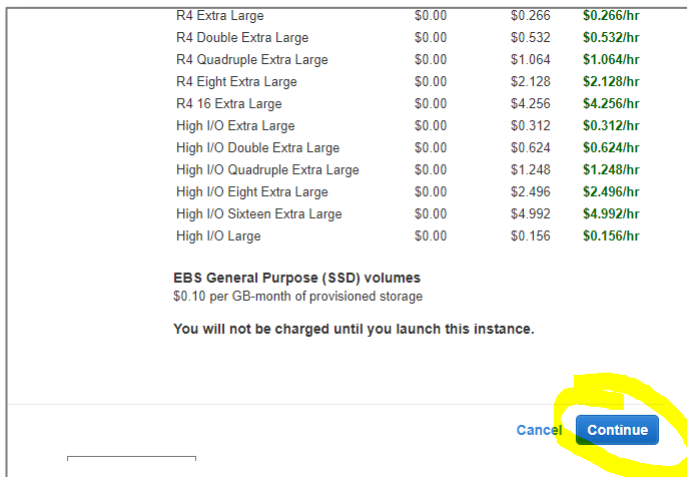 R4 Extra Large $0.00 $0.266 $0.266/hr
R4 Double Extra Large $0.00 $0.532 $0.532/hr
R4 Quadruple Extra Large $0.00 $1.064 $1.064/hr
R4 Eight Extra Large $0.00 $2.128 $2.128/hr
R4 16 Extra Large $0.00 $4.256 $4.256/hr
High I/O Extra Large $0.00 $0.312 $0.312/hr
High I/O Double Extra Large $0.00 $0.624 $0.624/hr
High I/O Quadruple Extra Large $0.00 $1.248 $1.248/hr
High I/O Eight Extra Large $0.00 $2.496 $2.496/hr
High I/O Sixteen Extra Large $0.00 $4.992 $4.992/hr
High I/O Large $0.00 $0.156 $0.156/hr
EBS General Purpose (SSD) volumes
$0.10 per GB-month of provisioned storage
You will not be charged until you launch this instance.
Cancel Continue